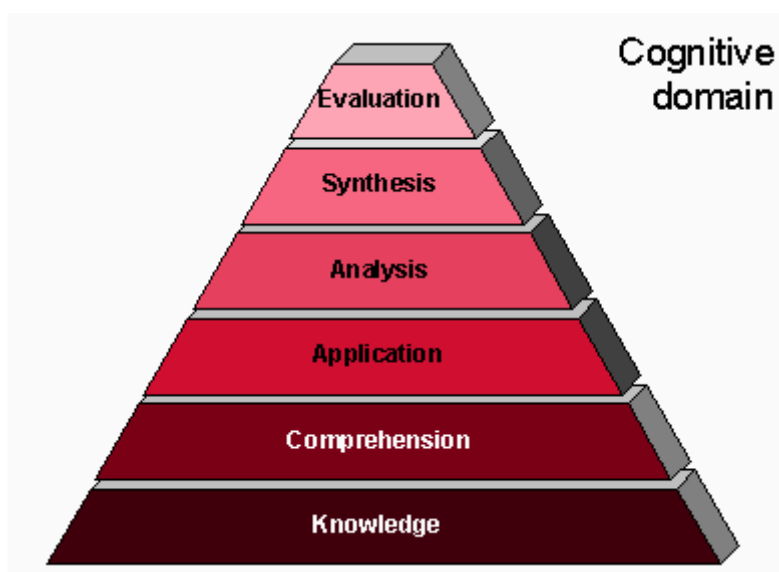 Cognitive
domain
Evaluation
Synthesis
Analysis
Application
Comprehension
Knowledge